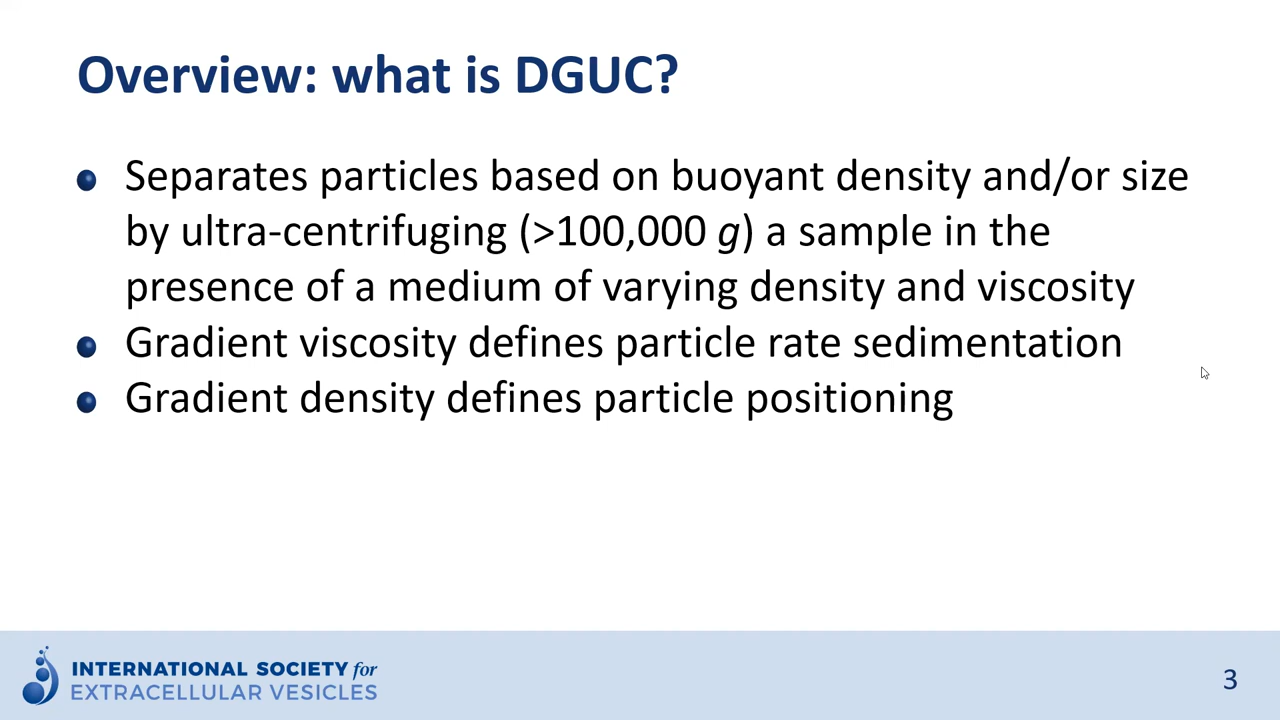 Overview: what is DGUC?
Separates particles based on buoyant density and/or size
by ultra-centrifuging (>100,000 g) a sample in the
presence of a medium of varying density and viscosity
Gradient viscosity defines particle rate sedimentation
Gradient density defines particle positioning
INTERNATIONAL SOCIETY for
EXTRACELLULAR VESICLES
3